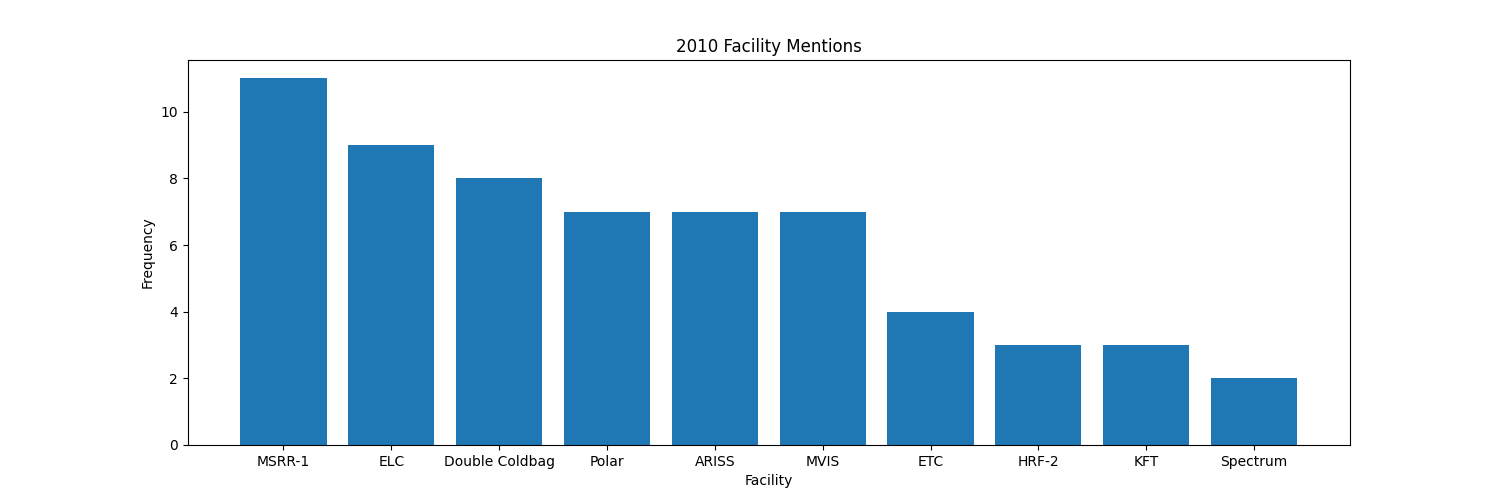 2010 Facility Mentions
Frequency
10
8
6
4
2
0
MSRR-1 ELC Double Coldbag Polar ARISS MVIS ETC HRF-2 KFT Spectrum
Facility